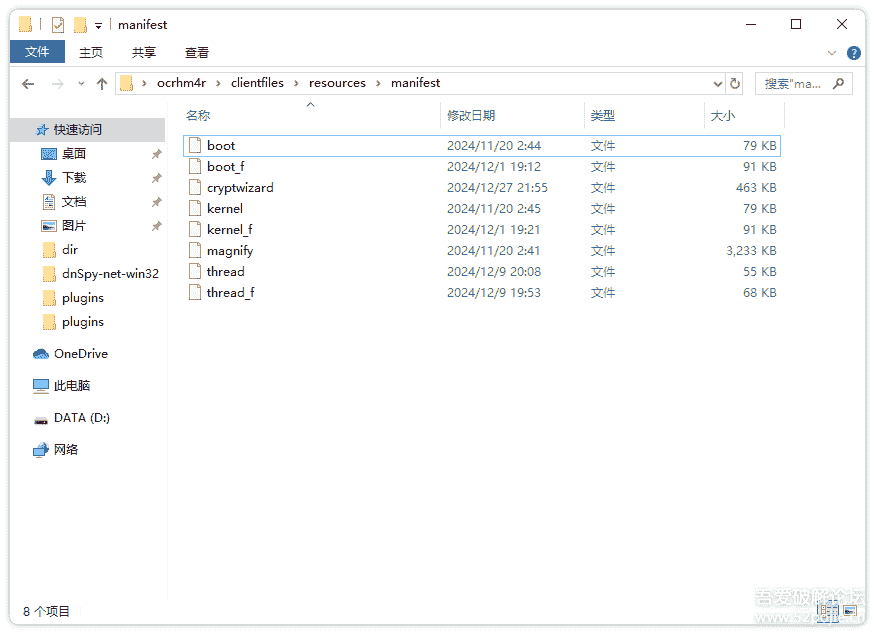 manifest
文件 主页 共享 查看
ocrhm4r › clientfiles › resources › manifest 搜索"ma...
名称 修改日期 类型 大小
快速访问
桌面
下载
文档
图片
dir
dnSpy-net-win32
plugins
plugins
OneDrive
此电脑
DATA (D:)
网络
boot 2024/11/20 2:44 文件 79 KB
boot_f 2024/12/1 19:12 文件 91 KB
cryptwizard 2024/12/27 21:55 文件 463 KB
kernel 2024/11/20 2:45 文件 79 KB
kernel_f 2024/12/1 19:21 文件 91 KB
magnify 2024/11/20 2:41 文件 3,233 KB
thread 2024/12/9 20:08 文件 55 KB
thread_f 2024/12/9 19:53 文件 68 KB
8 个项目
吾爱破解论坛
www.52pojie.cn